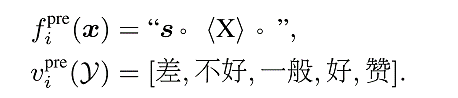 f_i^pre(x) = “s。⟨X⟩。”,
v_i^pre(𝒴) = [差, 不好, 一般, 好, 赞].